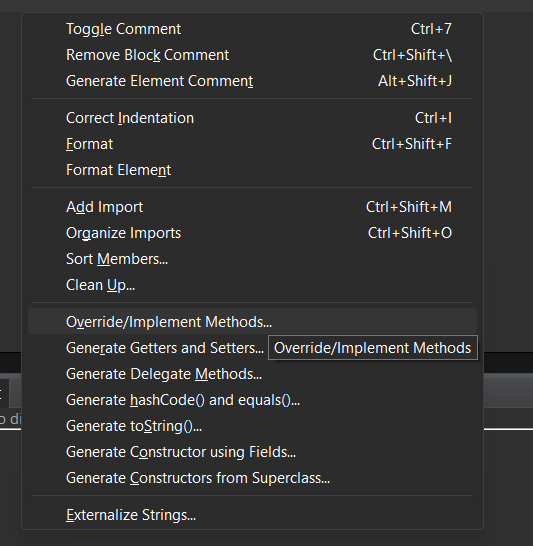 Toggle Comment Ctrl+7
Remove Block Comment Ctrl+Shift+\
Generate Element Comment Alt+Shift+J
Correct Indentation Ctrl+I
Format Ctrl+Shift+F
Format Element
Add Import Ctrl+Shift+M
Organize Imports Ctrl+Shift+O
Sort Members...
Clean Up...
Override/Implement Methods...
Generate Getters and Setters... Override/Implement Methods
Generate Delegate Methods...
Generate hashCode() and equals()...
Generate toString()...
Generate Constructor using Fields...
Generate Constructors from Superclass...
Externalize Strings...